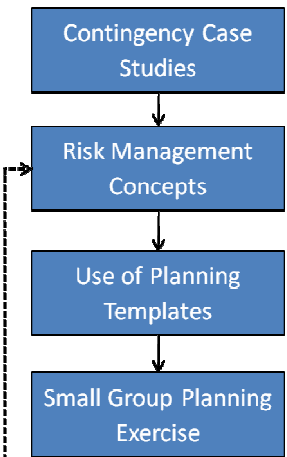 Contingency Case
Studies
Risk Management
Concepts
Use of Planning
Templates
Small Group Planning
Exercise